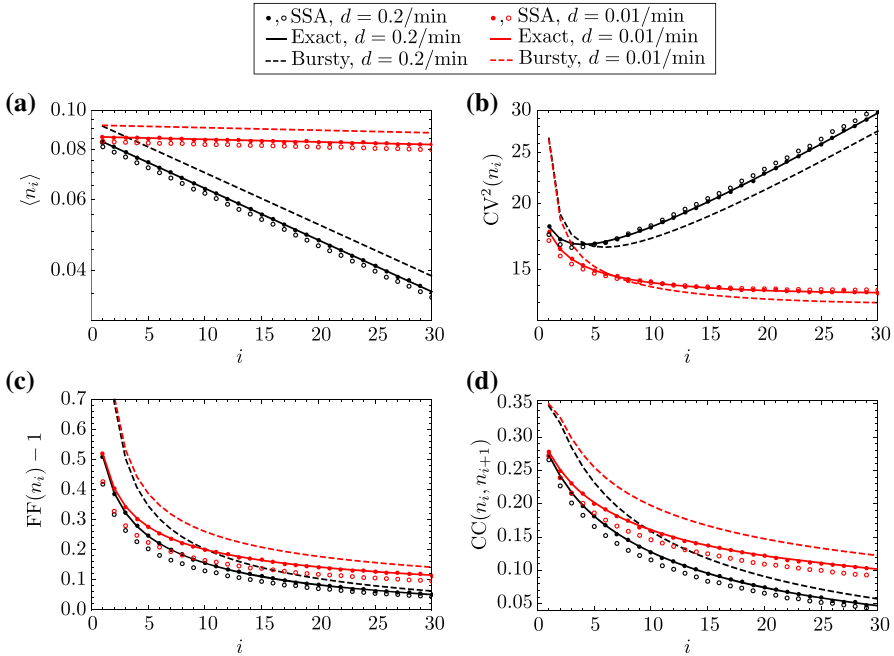 •,∘ SSA, d = 0.2/min
•,∘ SSA, d = 0.01/min
Exact, d = 0.2/min
Exact, d = 0.01/min
Bursty, d = 0.2/min
Bursty, d = 0.01/min
(a)
0.10
0.08
0.06
0.04
⟨n_i⟩
0 5 10 15 20 25 30
i
(b)
30
25
20
15
CV²(n_i)
0 5 10 15 20 25 30
i
(c)
0.7
0.6
0.5
0.4
0.3
0.2
0.1
0.0
FF(n_i) − 1
0 5 10 15 20 25 30
i
(d)
0.35
0.30
0.25
0.20
0.15
0.10
0.05
CC(n_i, n_{i+1})
0 5 10 15 20 25 30
i